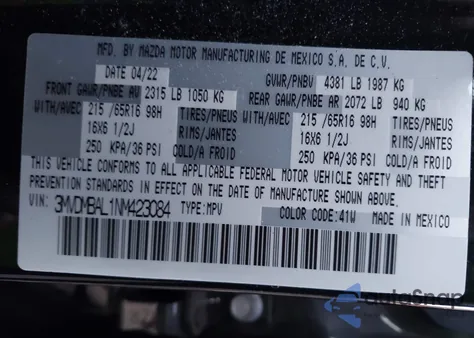 MFD. BY MAZDA MOTOR MANUFACTURING DE MEXICO S.A. DE C.V.
DATE 04/22 GVWR/PNBV 4381 LB 1987 KG
FRONT GAWR/PNBE AV 2315 LB 1050 KG REAR GAWR/PNBE AR 2072 LB 940 KG
WITH/AVEC 215 /65R16 98H TIRES/PNEUS WITH/AVEC 215 /65R16 98H TIRES/PNEUS
16X6 1/2J RIMS/JANTES 16X6 1/2J RIMS/JANTES
250 KPA/36 PSI COLD/A FROID 250 KPA/36 PSI COLD/A FROID
THIS VEHICLE CONFORMS TO ALL APPLICABLE FEDERAL MOTOR VEHICLE SAFETY AND THEFT
PREVENTION STANDARDS IN EFFECT ON THE DATE OF MANUFACTURE SHOWN ABOVE.
VIN: 3MVDMBAL1NM423084 TYPE:MPV COLOR CODE:41W MADE IN MEXICO
AutoSnap